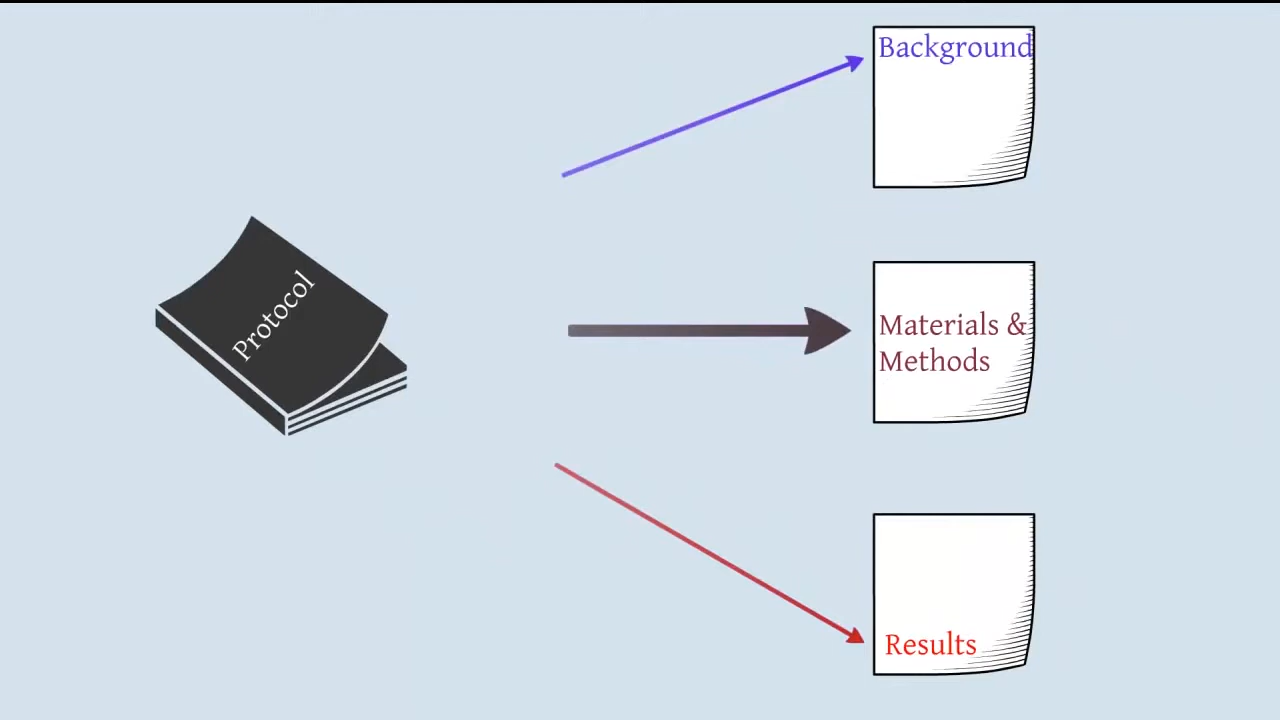 Background
Protocol
Materials &
Methods
Results